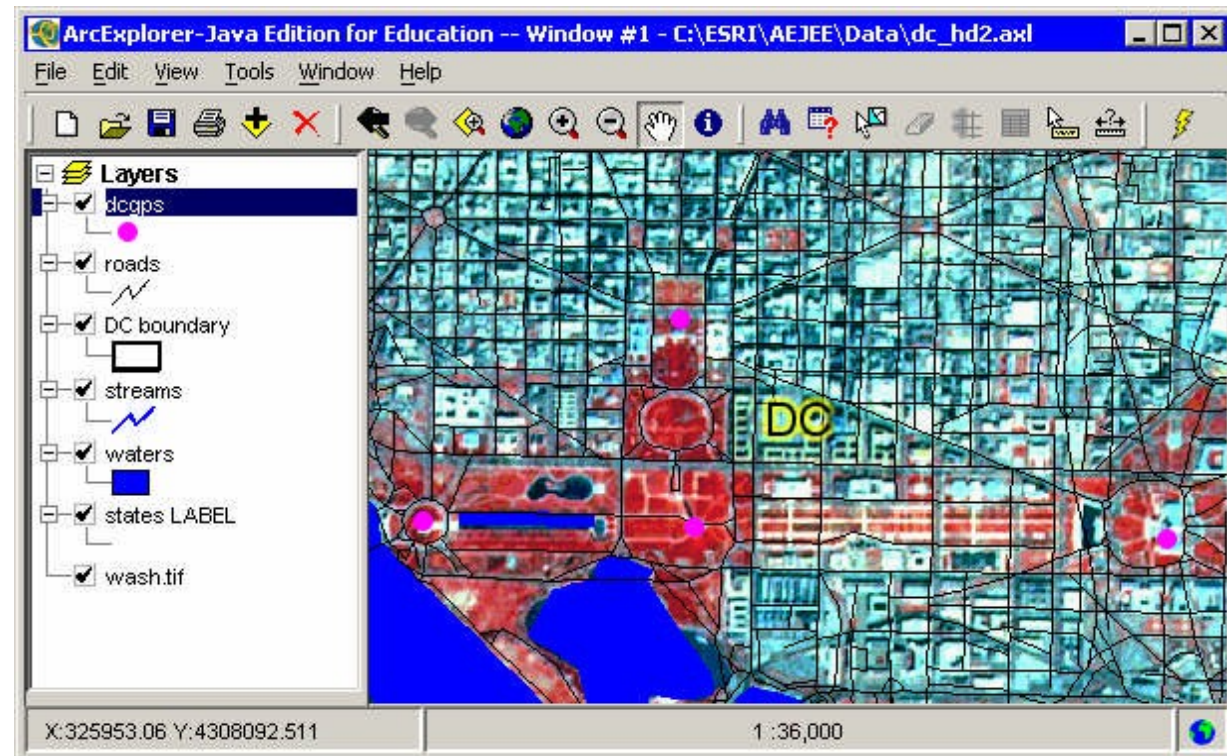 ArcExplorer-Java Edition for Education -- Window #1 - C:\ESRI\AEJEE\Data\dc_hd2.axl
File Edit View Tools Window Help
Layers
dcgps
roads
DC boundary
streams
waters
states LABEL
wash.tif
DC
X:325953.06 Y:4308092.511
1 :36,000